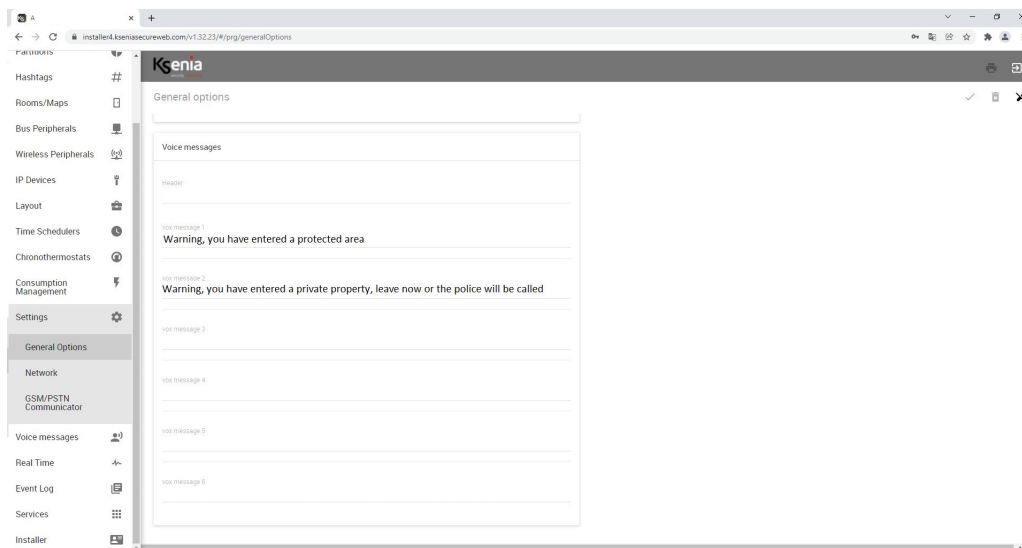 A
installer4.kseniasecureweb.com/v1.32.23/#/prg/generalOptions
Partitions
Hashtags
Rooms/Maps
Bus Peripherals
Wireless Peripherals
IP Devices
Layout
Time Schedulers
Chronothermostats
Consumption
Management
Settings
General Options
Network
GSM/PSTN
Communicator
Voice messages
Real Time
Event Log
Services
Installer
Ksenia
General options
Voice messages
Header
vox message 1
Warning, you have entered a protected area
vox message 2
Warning, you have entered a private property, leave now or the police will be called
vox message 3
vox message 4
vox message 5
vox message 6